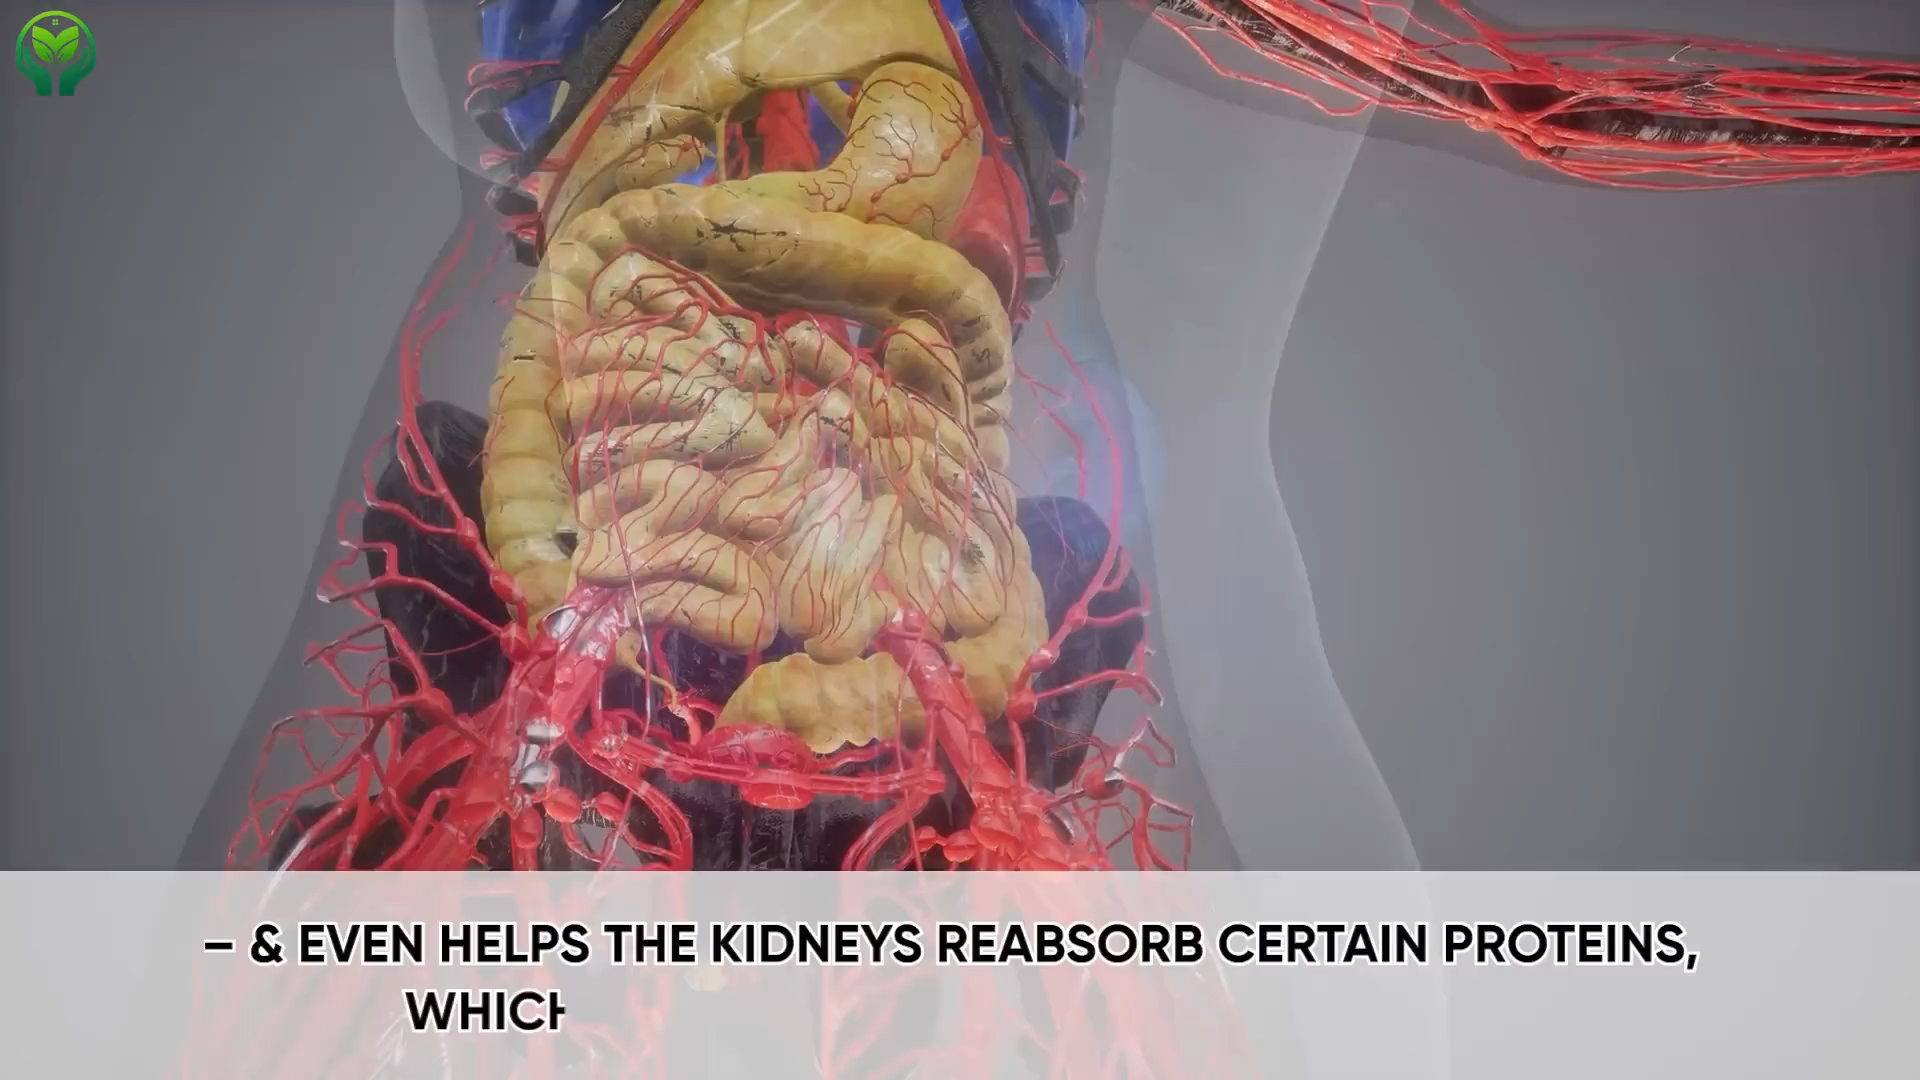 – & EVEN HELPS THE KIDNEYS REABSORB CERTAIN PROTEINS,
WHICH